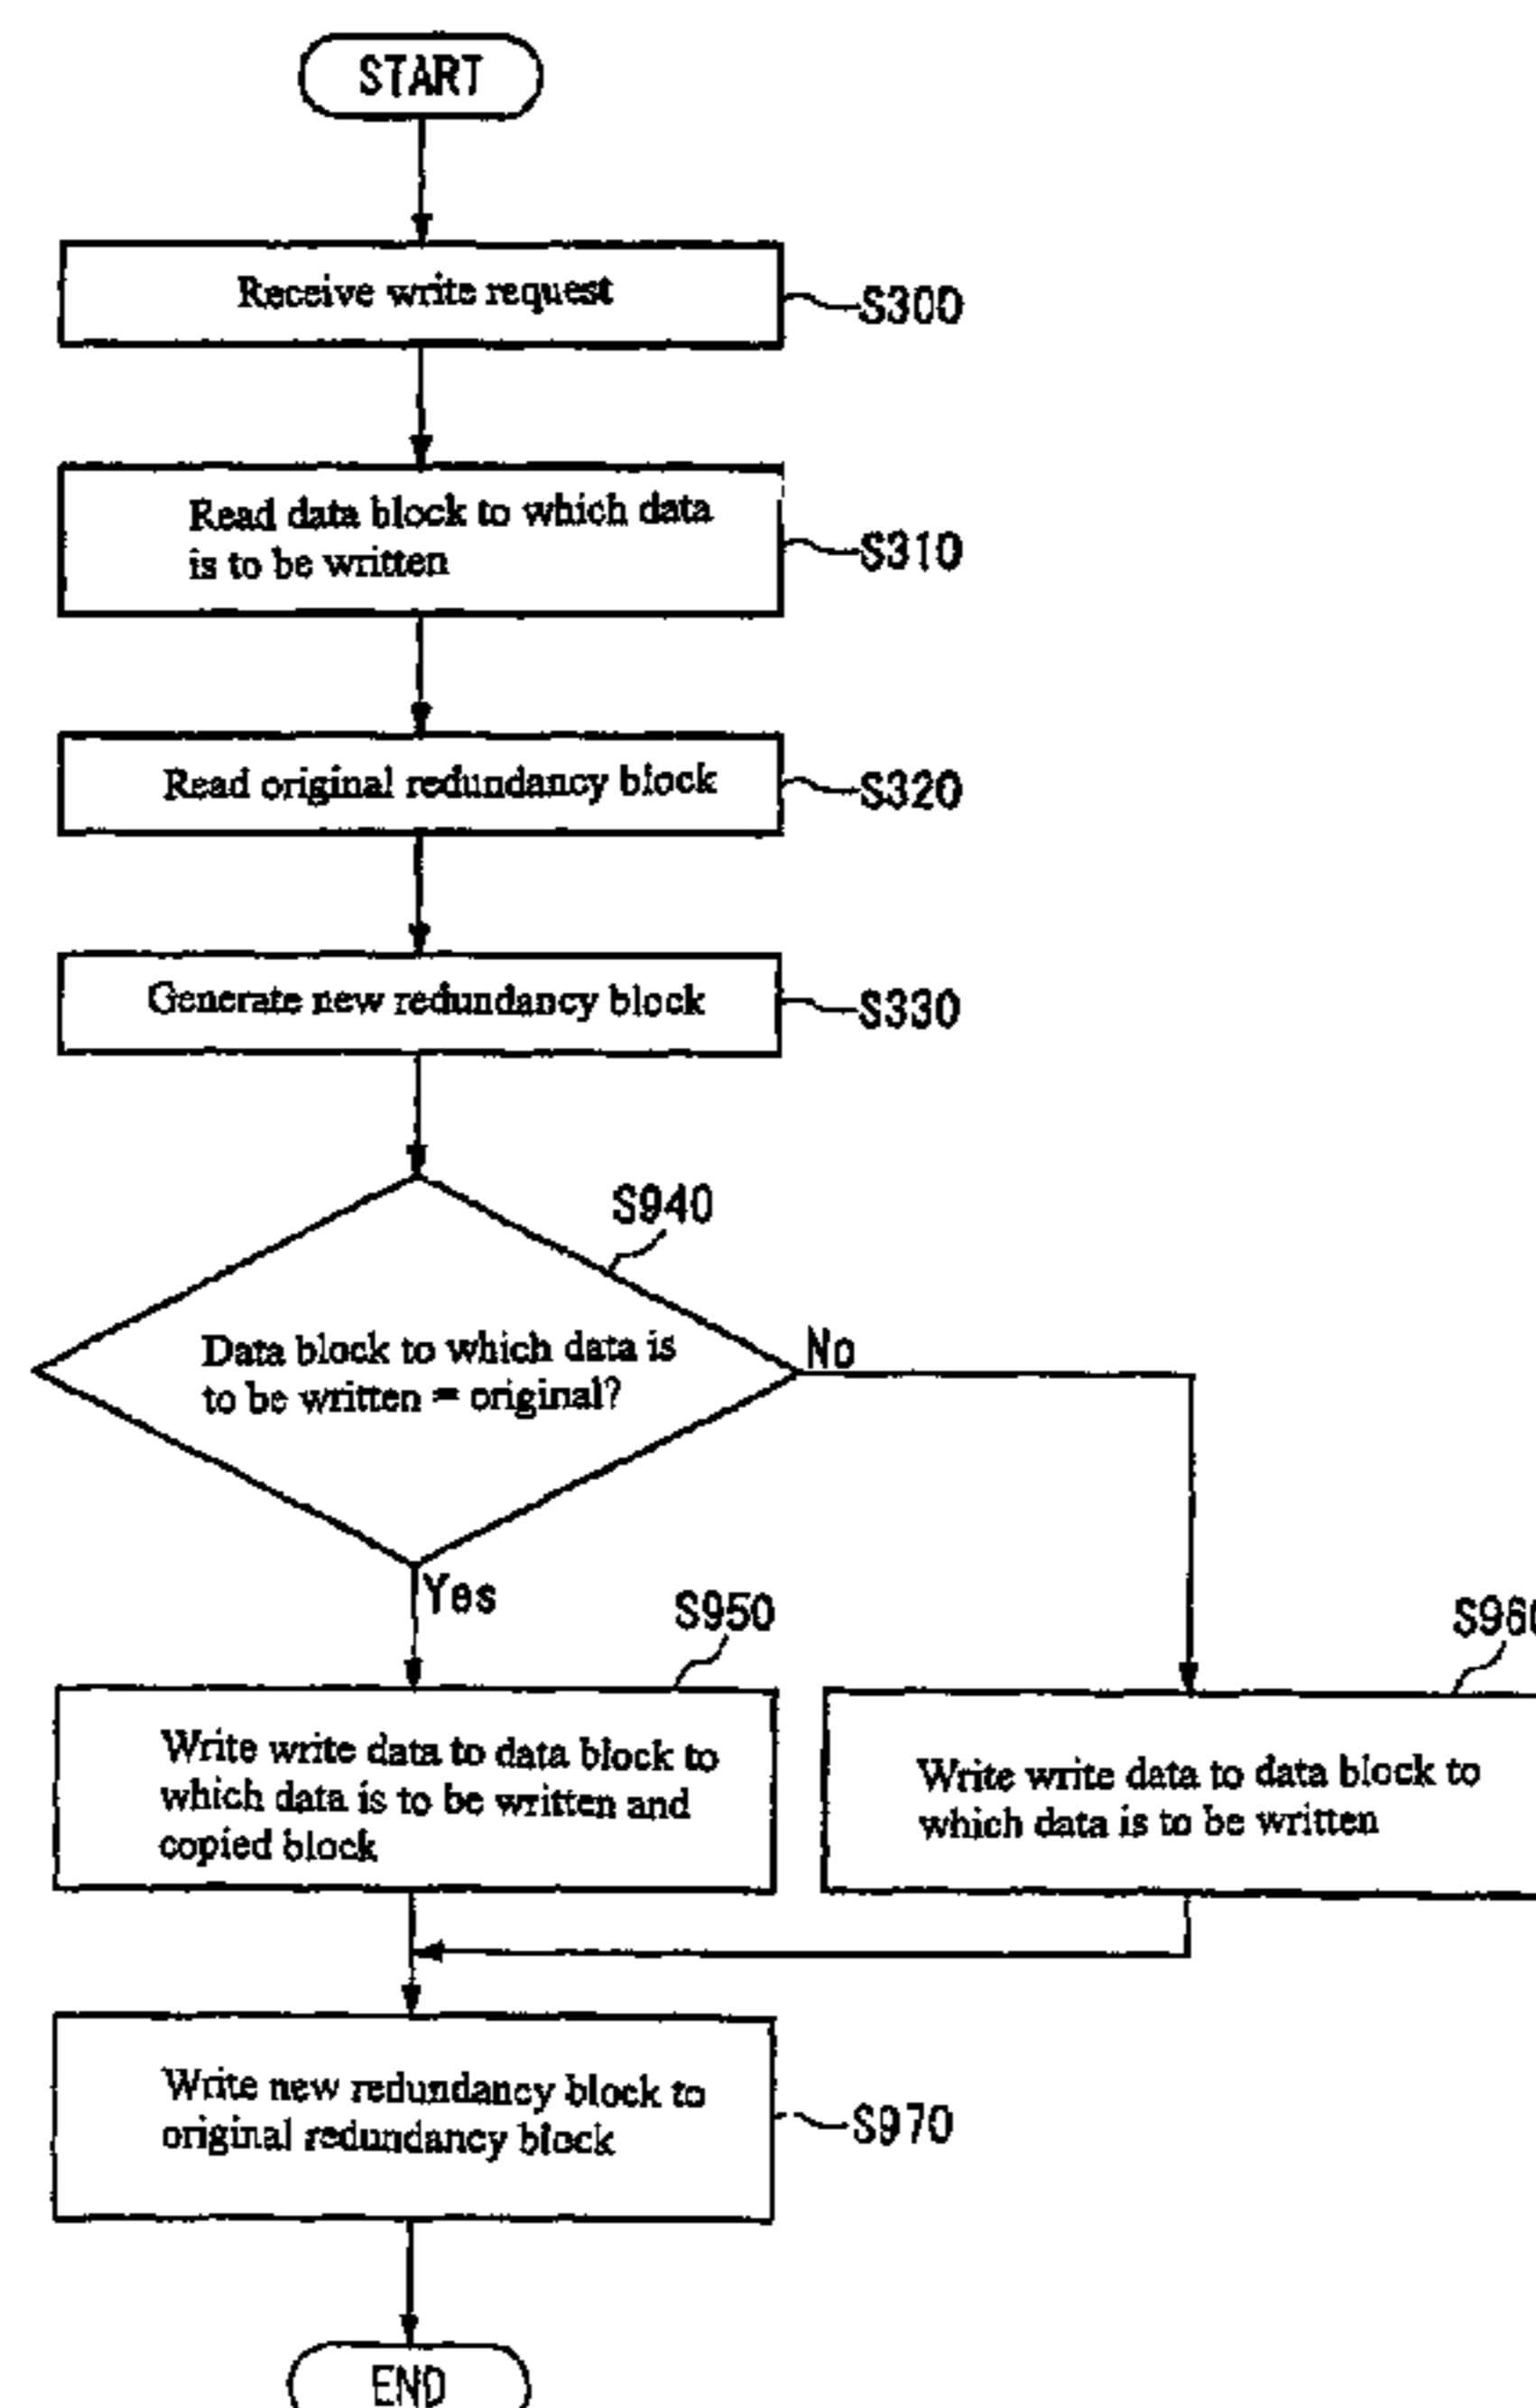 START
Receive write request
S300
Read data block to which data
is to be written
S310
Read original redundancy block
S320
Generate new redundancy block
S330
S940
Data block to which data is
to be written = original?
No
Yes
S950
S960
Write write data to data block to
which data is to be written and
copied block
Write write data to data block to
which data is to be written
Write new redundancy block to
original redundancy block
S970
END